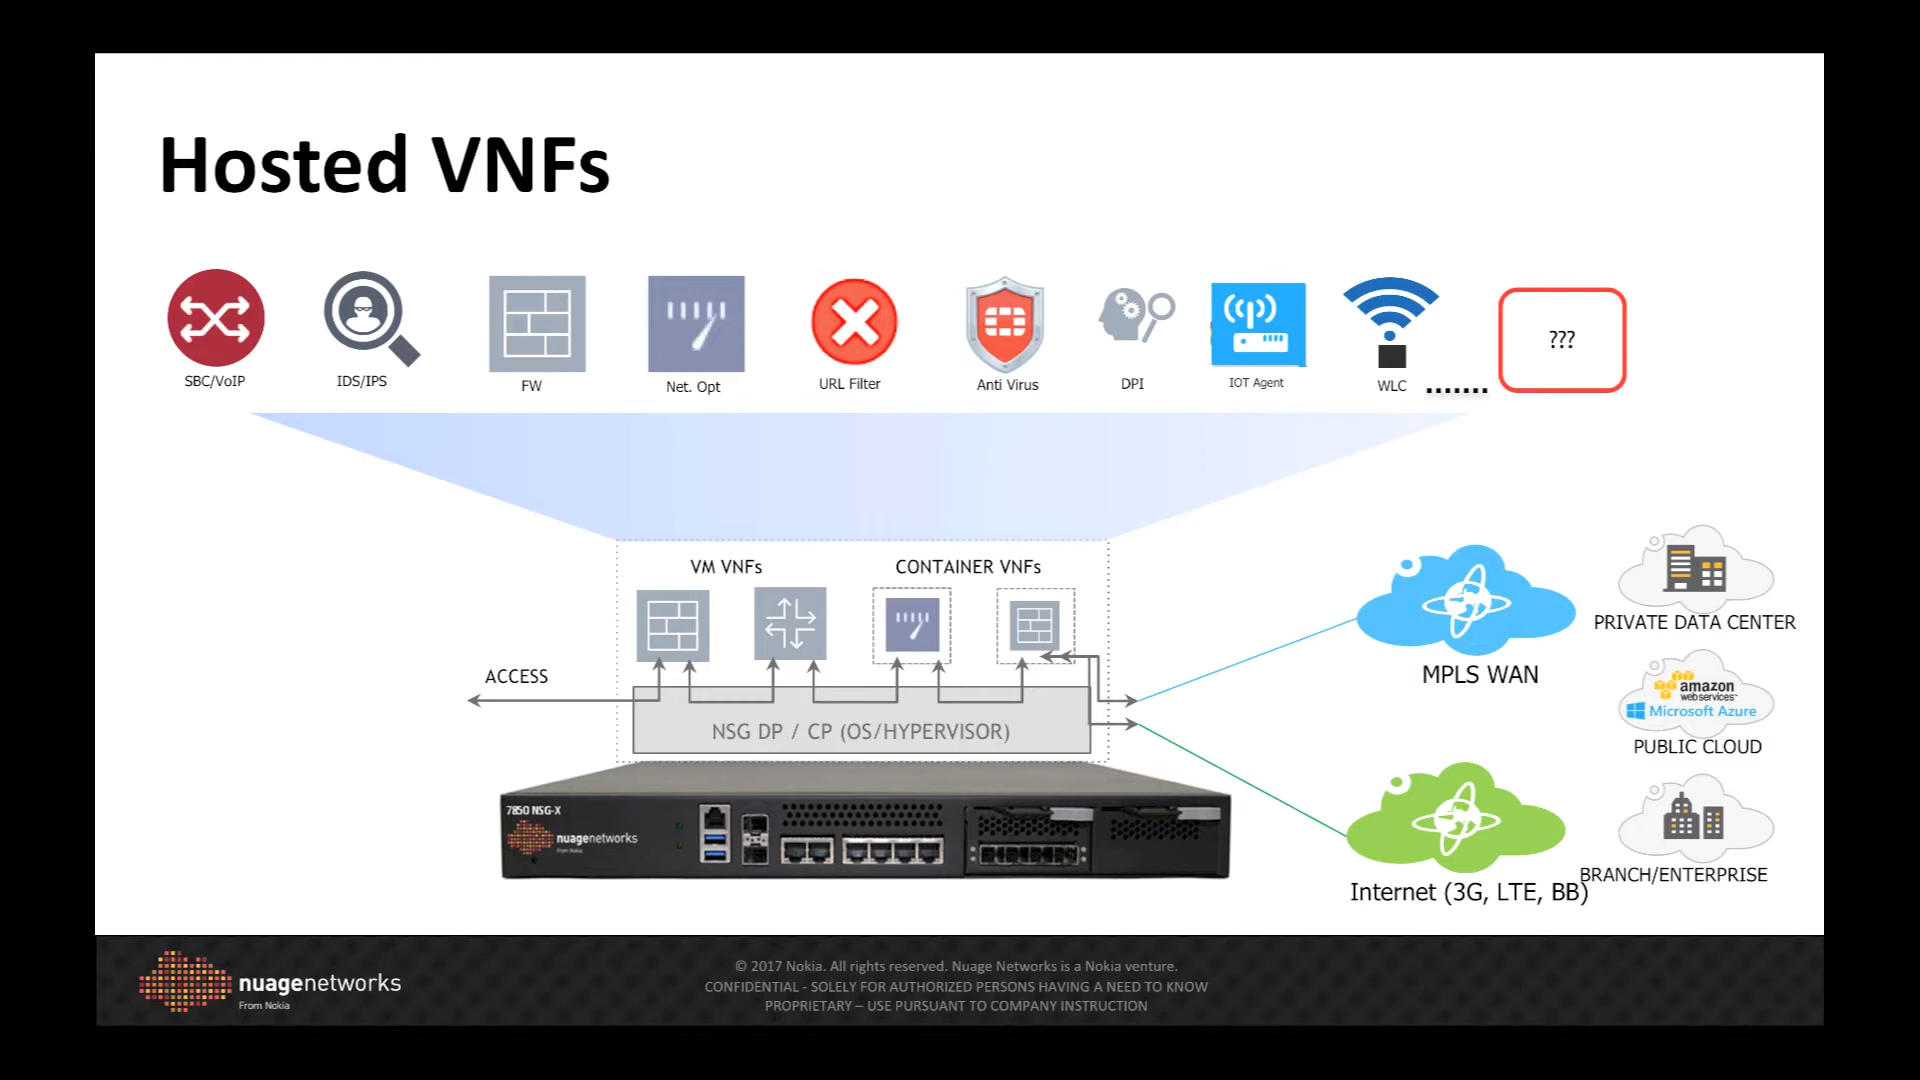 Hosted VNFs
SBC/VoIP
IDS/IPS
FW
Net. Opt
URL Filter
Anti Virus
DPI
IOT Agent
WLC
.......
???
VM VNFs
CONTAINER VNFs
ACCESS
NSG DP / CP (OS/HYPERVISOR)
MPLS WAN
PRIVATE DATA CENTER
amazon
webservices™
Microsoft Azure
PUBLIC CLOUD
7850 NSG-X
nuagenetworks
From Nokia
Internet (3G, LTE, BB)
BRANCH/ENTERPRISE
nuagenetworks
From Nokia
© 2017 Nokia. All rights reserved. Nuage Networks is a Nokia venture.
CONFIDENTIAL - SOLELY FOR AUTHORIZED PERSONS HAVING A NEED TO KNOW
PROPRIETARY – USE PURSUANT TO COMPANY INSTRUCTION